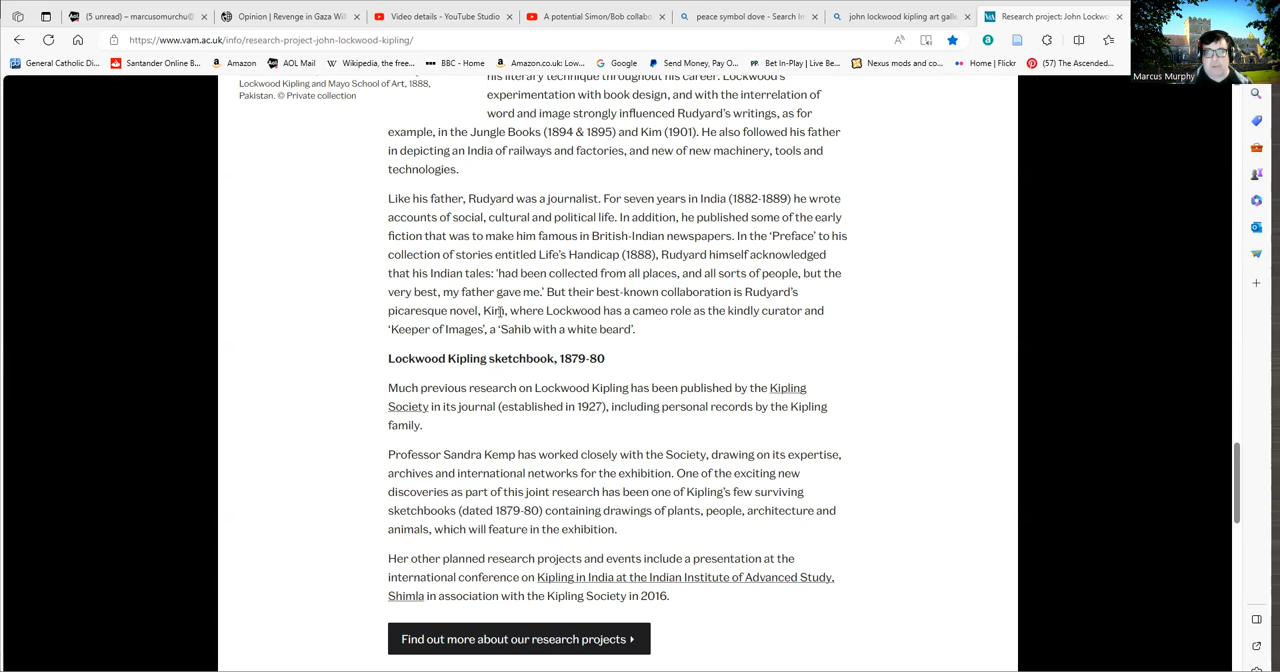 (5 unread) – marcusomurchu@
Opinion | Revenge in Gaza Will
Video details - YouTube Studio
A potential Simon/Bob collabo
peace symbol dove - Search Im
john lockwood kipling art galle
Research project: John Lockwo
https://www.vam.ac.uk/info/research-project-john-lockwood-kipling/
Marcus Murphy
General Catholic Di...
Santander Online B...
Amazon
AOL Mail
Wikipedia, the free...
BBC - Home
Amazon.co.uk: Low...
Google
Send Money, Pay O...
Bet In-Play | Live Be...
Nexus mods and co...
Home | Flickr
(17) 77 The Ascended...
Lockwood Kipling and Mayo School of Art, 1888,
Pakistan. © Private collection
his literary technique throughout his career. Lockwood's
experimentation with book design, and with the interrelation of
word and image strongly influenced Rudyard's writings, as for
example, in the Jungle Books (1894 & 1895) and Kim (1901). He also followed his father
in depicting an India of railways and factories, and new of new machinery, tools and
technologies.
Like his father, Rudyard was a journalist. For seven years in India (1882-1889) he wrote
accounts of social, cultural and political life. In addition, he published some of the early
fiction that was to make him famous in British-Indian newspapers. In the 'Preface' to his
collection of stories entitled Life's Handicap (1888), Rudyard himself acknowledged
that his Indian tales: 'had been collected from all places, and all sorts of people, but the
very best, my father gave me.' But their best-known collaboration is Rudyard's
picaresque novel, Kim, where Lockwood has a cameo role as the kindly curator and
'Keeper of Images', a 'Sahib with a white beard'.
Lockwood Kipling sketchbook, 1879-80
Much previous research on Lockwood Kipling has been published by the Kipling
Society in its journal (established in 1927), including personal records by the Kipling
family.
Professor Sandra Kemp has worked closely with the Society, drawing on its expertise,
archives and international networks for the exhibition. One of the exciting new
discoveries as part of this joint research has been one of Kipling's few surviving
sketchbooks (dated 1879-80) containing drawings of plants, people, architecture and
animals, which will feature in the exhibition.
Her other planned research projects and events include a presentation at the
international conference on Kipling in India at the Indian Institute of Advanced Study,
Shimla in association with the Kipling Society in 2016.
Find out more about our research projects